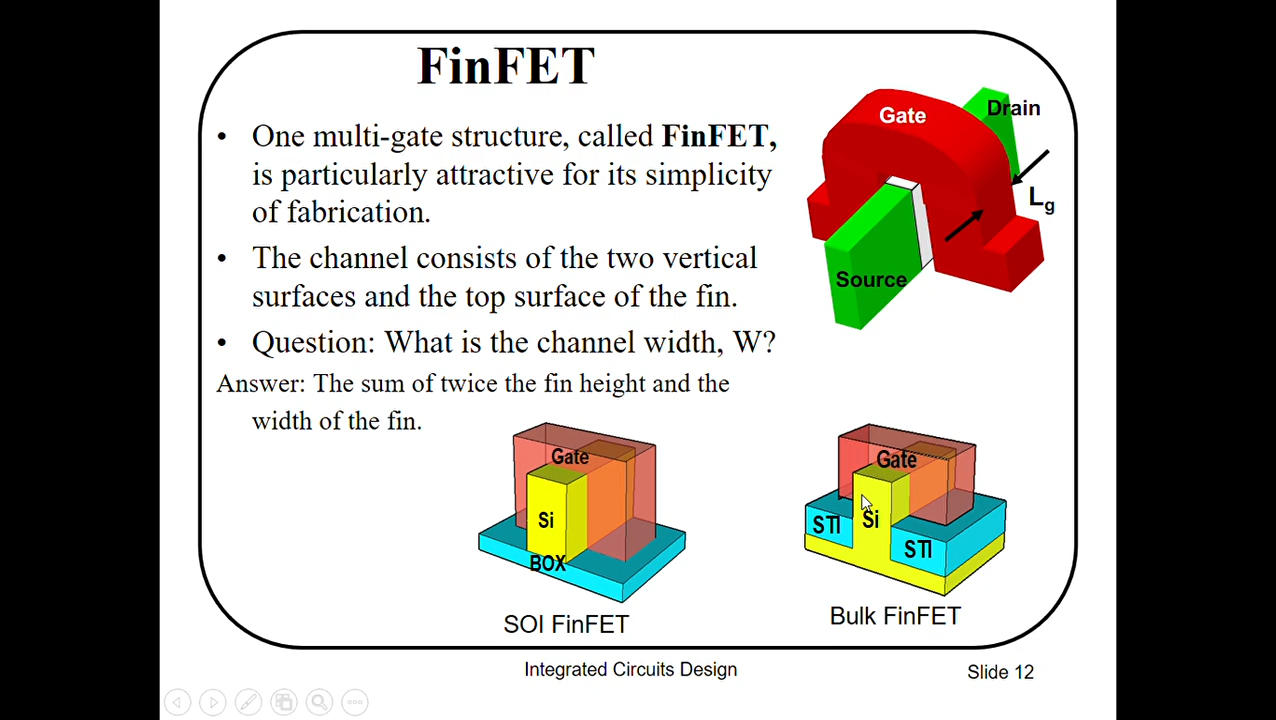 FinFET
• One multi-gate structure, called FinFET,
is particularly attractive for its simplicity
of fabrication.
• The channel consists of the two vertical
surfaces and the top surface of the fin.
• Question: What is the channel width, W?
Answer: The sum of twice the fin height and the
width of the fin.
Gate
Drain
Lg
Source
Gate
Si
BOX
SOI FinFET
Gate
STI
Si
STI
Bulk FinFET
Integrated Circuits Design
Slide 12